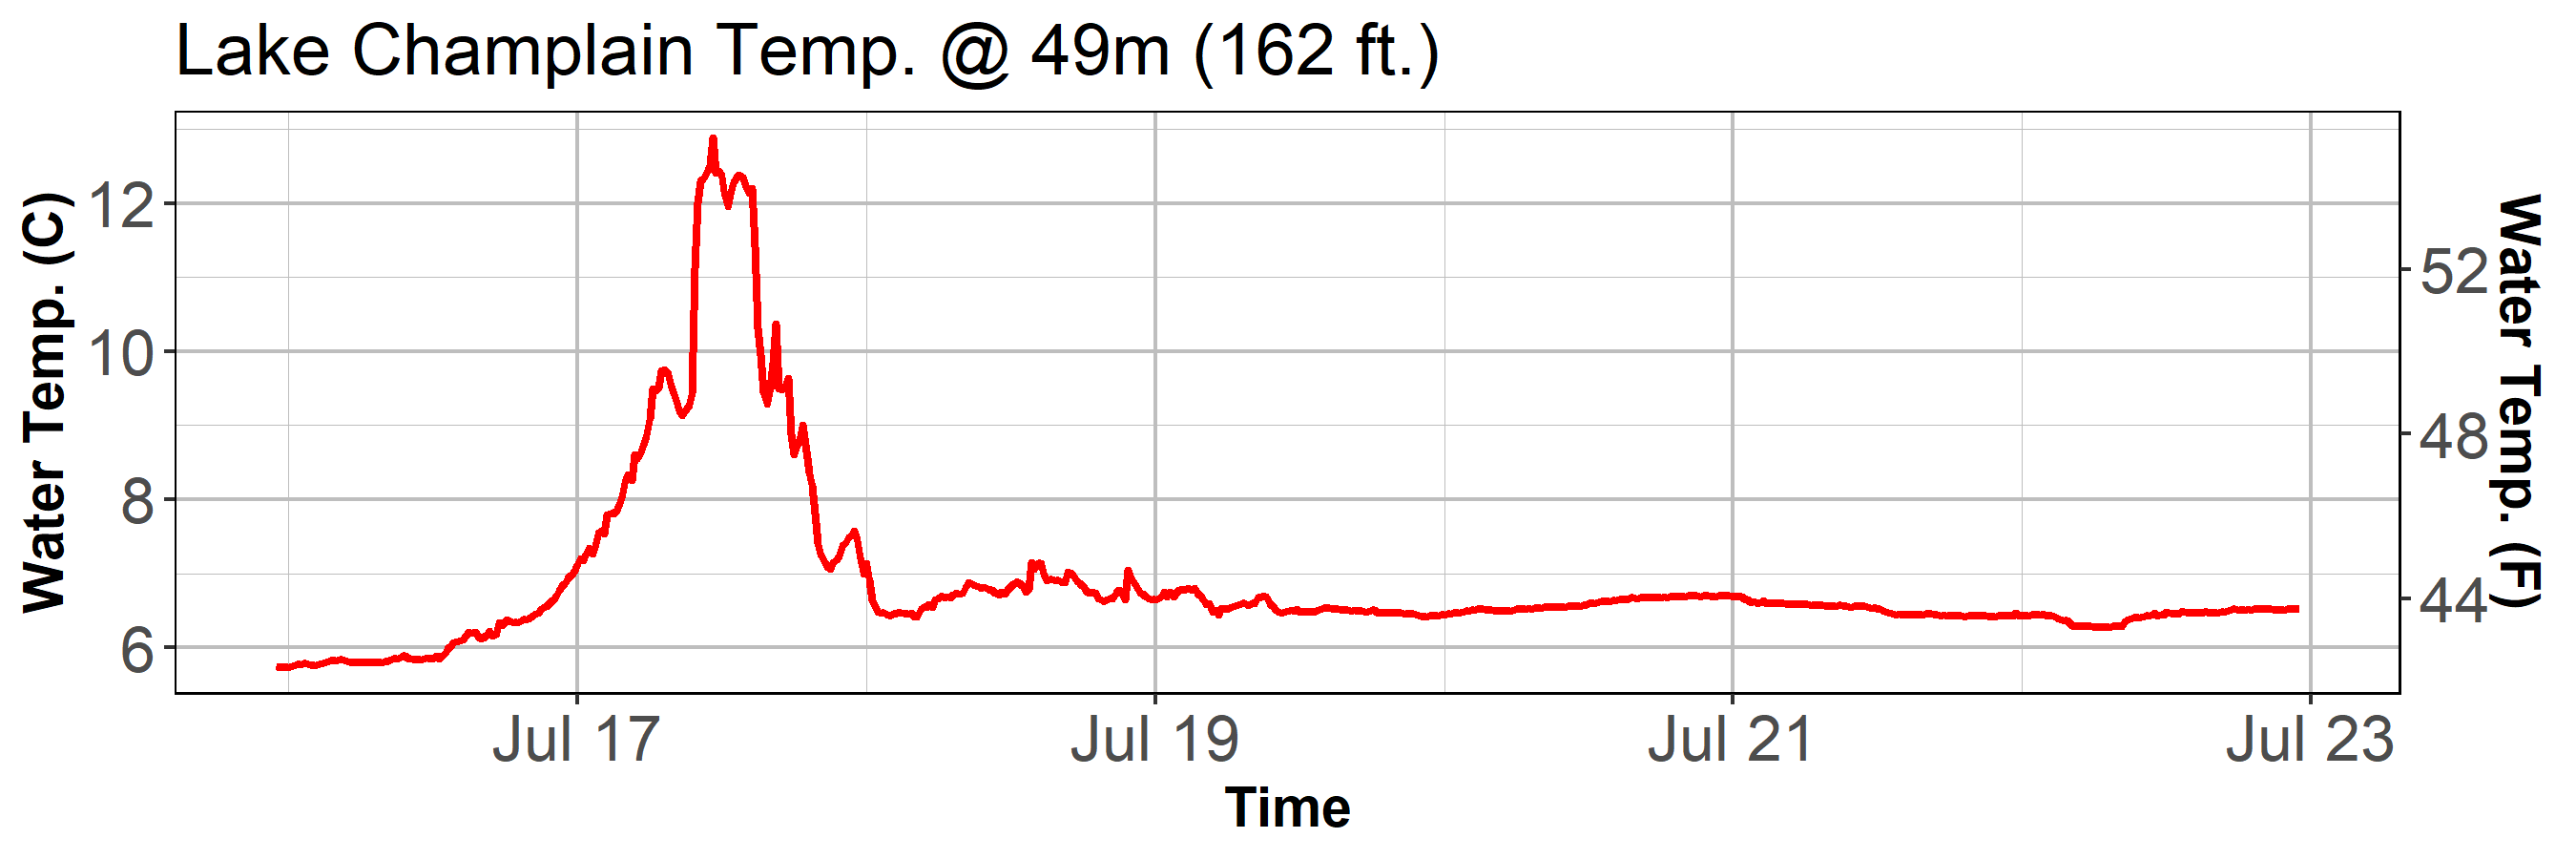 Lake Champlain Temp. @ 49m (162 ft.)
Water Temp. (C)
12
10
8
6
52
48
44
Water Temp. (F)
Jul 17
Jul 19
Jul 21
Jul 23
Time